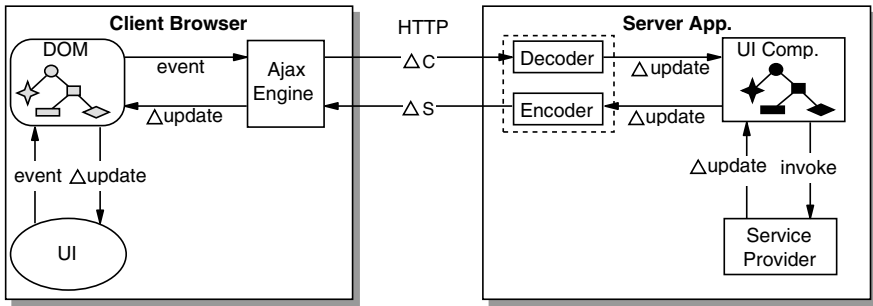 Client Browser
DOM
event
Ajax
Engine
△update
event
△update
UI
HTTP
△C
△S
Server App.
Decoder
Encoder
△update
△update
UI Comp.
△update
invoke
Service
Provider